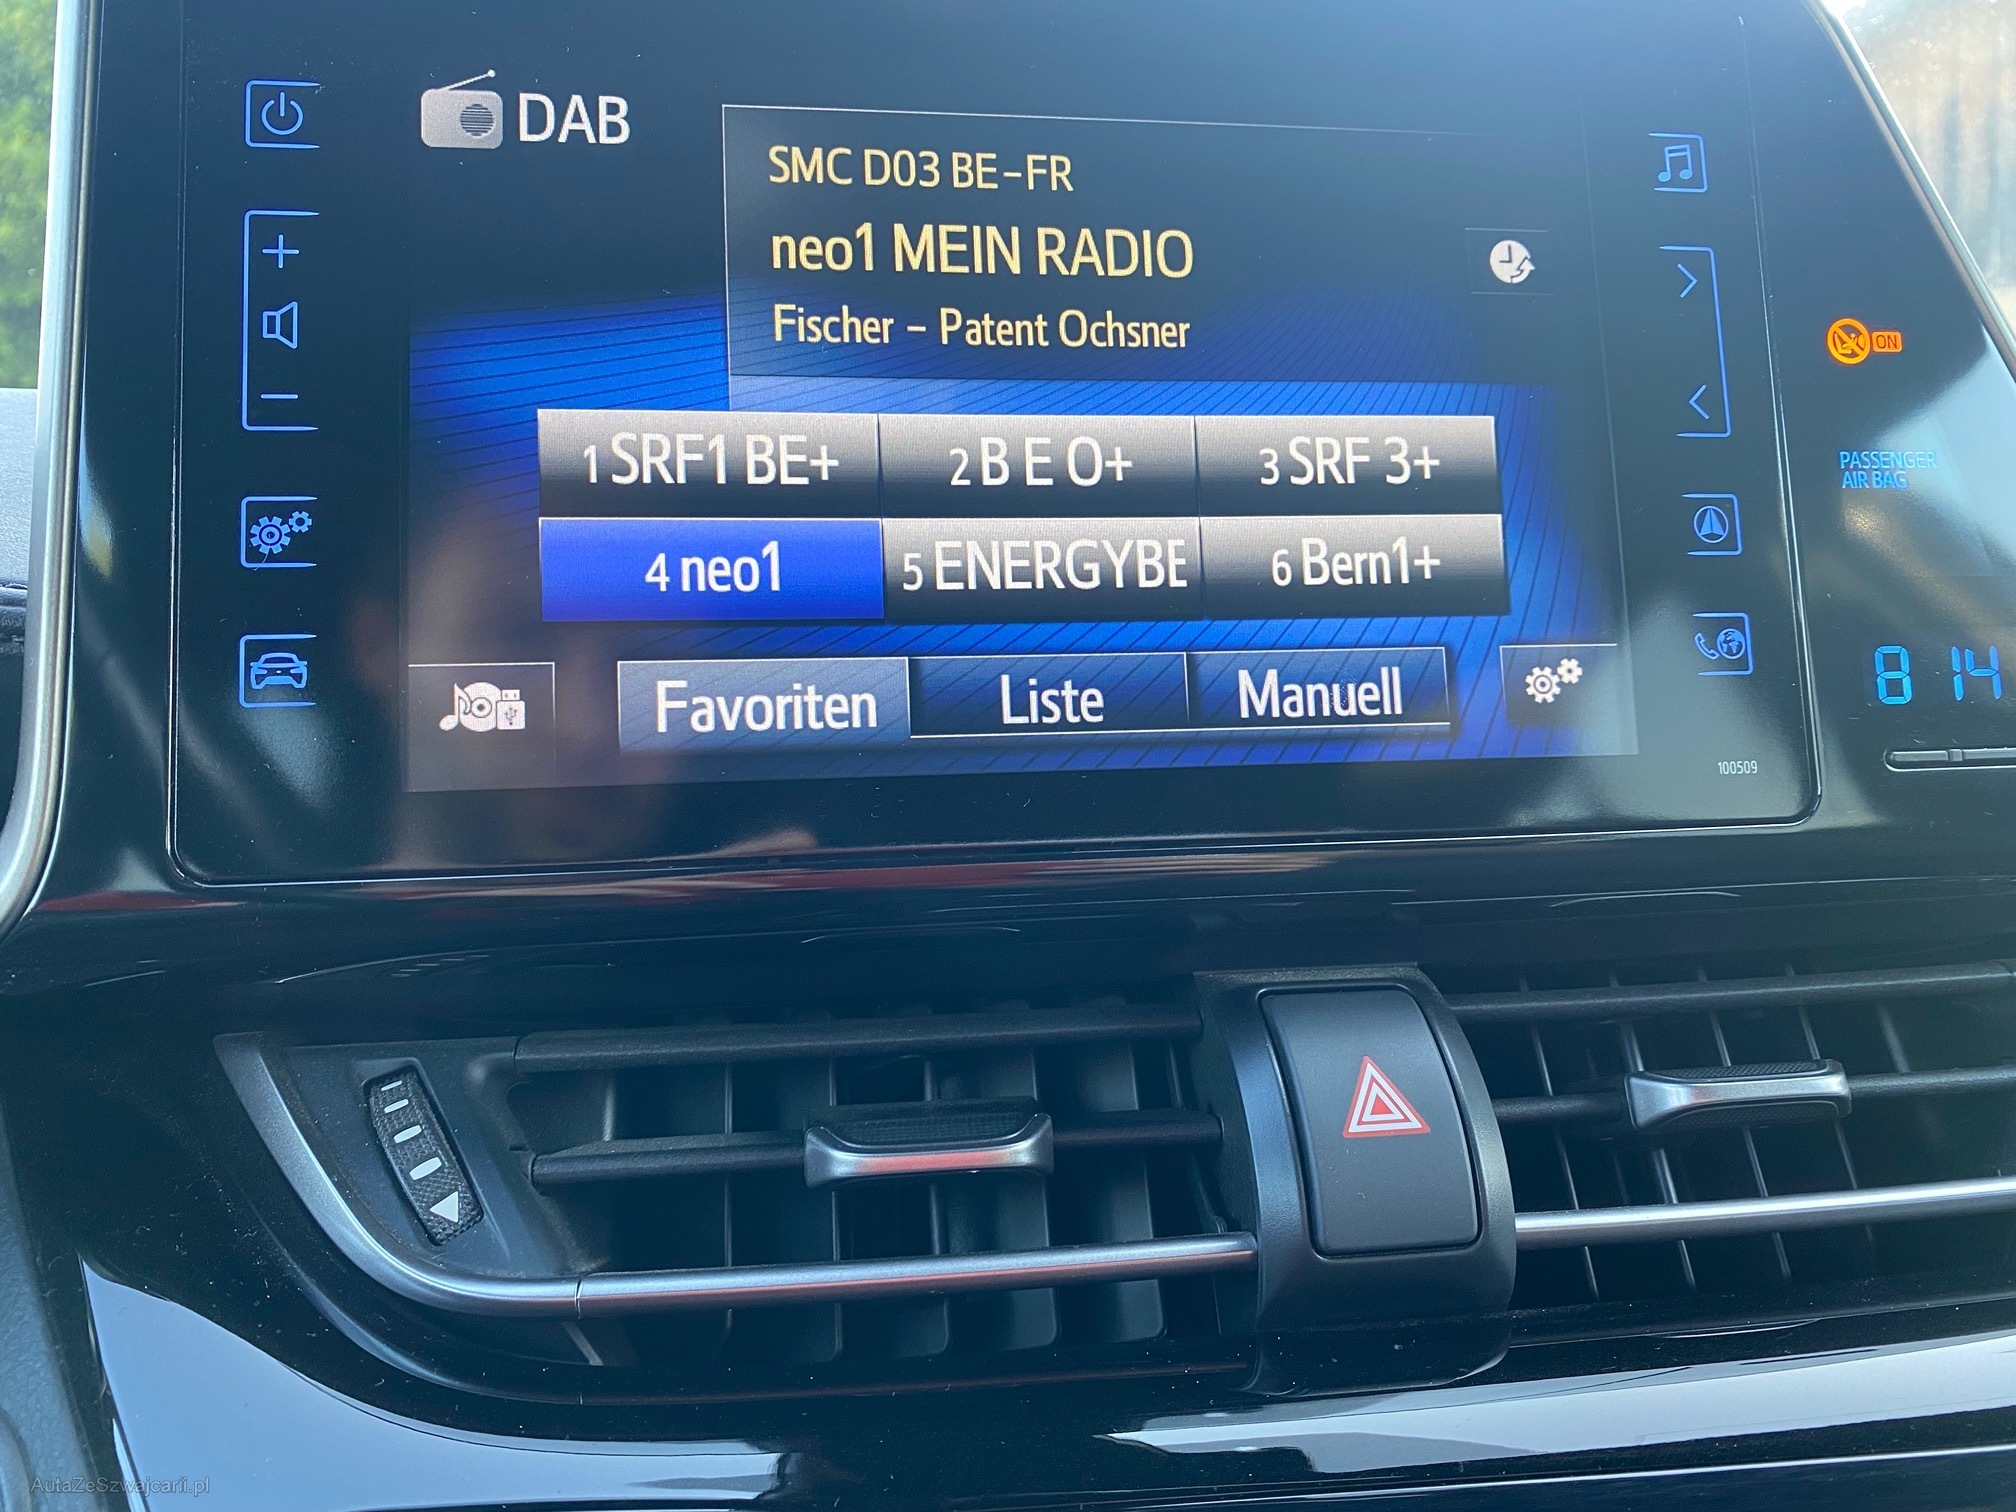 DAB
SMC D03 BE-FR
neo1 MEIN RADIO
Fischer - Patent Ochsner
1 SRF1 BE+
2 B E O+
3 SRF 3+
4 neo1
5 ENERGYBE
6 Bern1+
Favoriten
Liste
Manuell
100509
ON
PASSENGER
AIR BAG
8 14
AutaZeSzwajcarii.pl